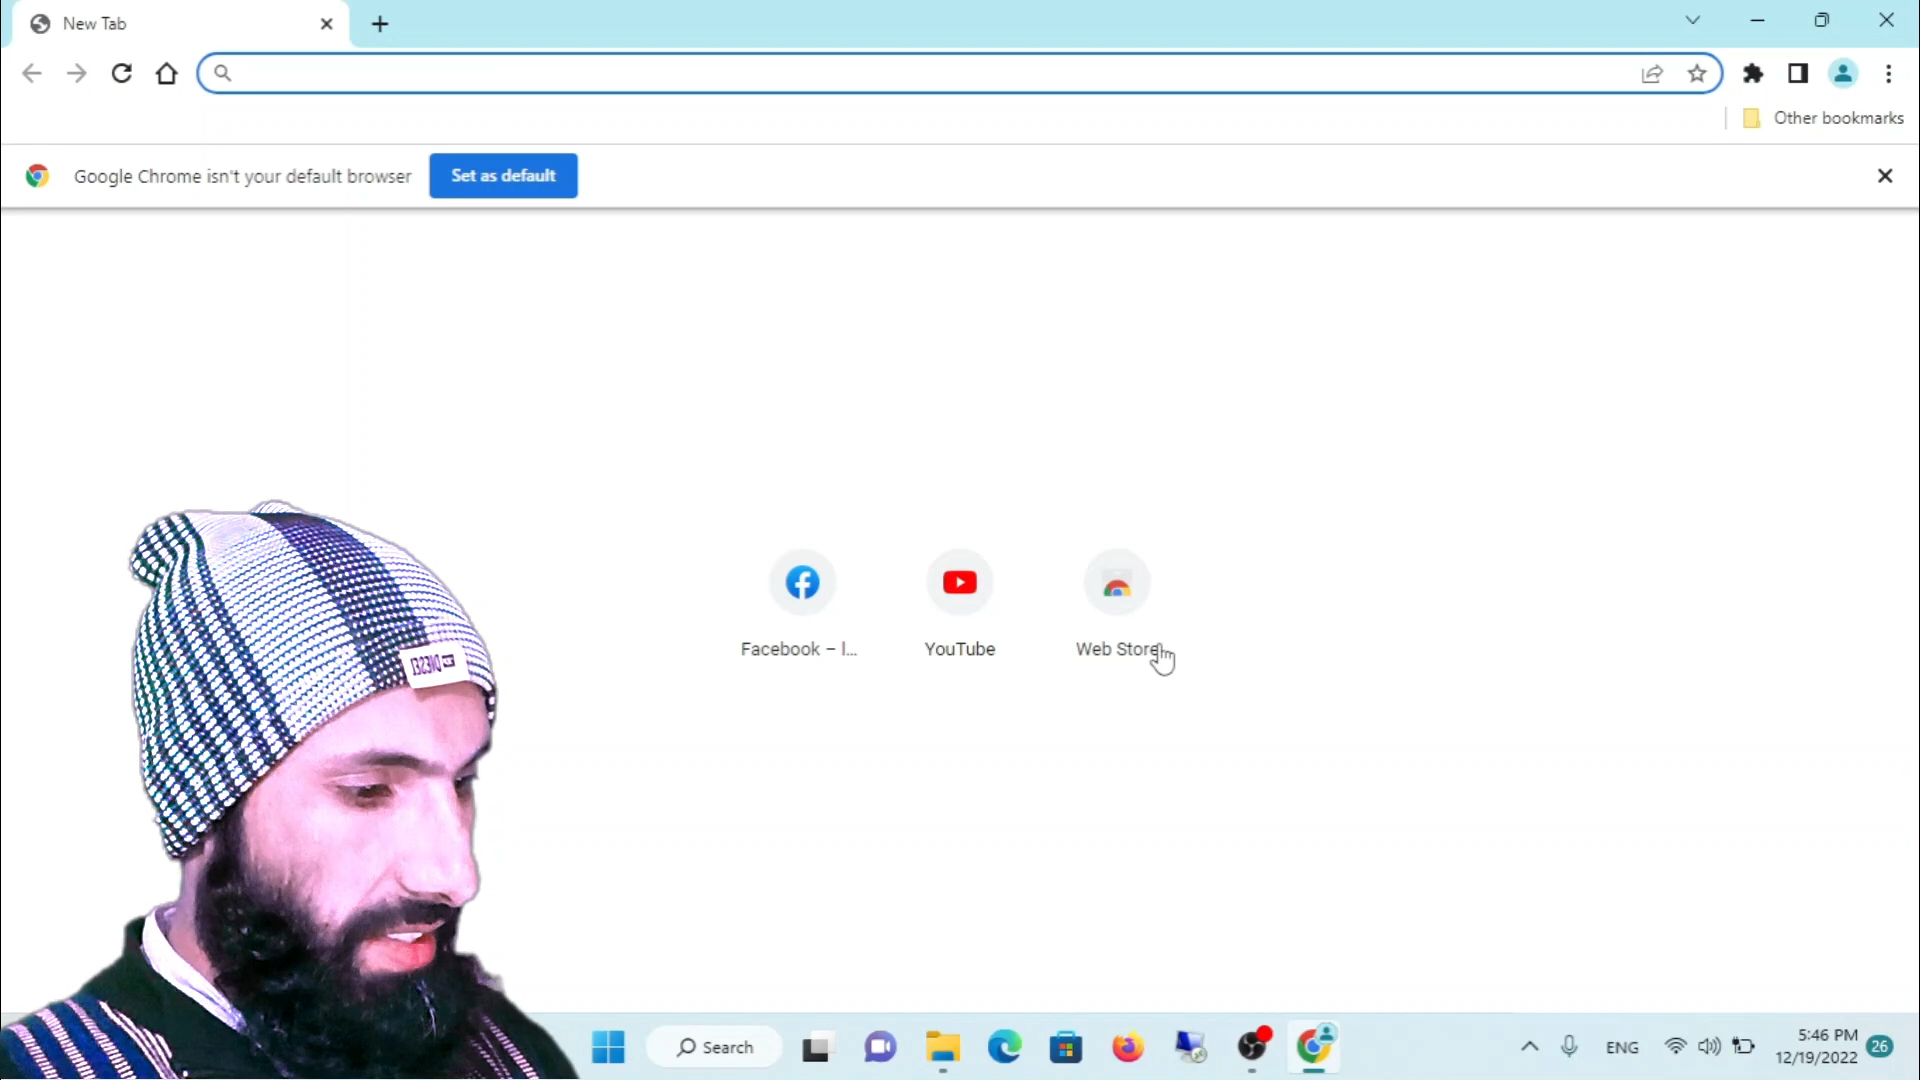 New Tab
Other bookmarks
Google Chrome isn't your default browser
Set as default
Facebook – l...
YouTube
Web Store
Search
ENG
5:46 PM
12/19/2022
26